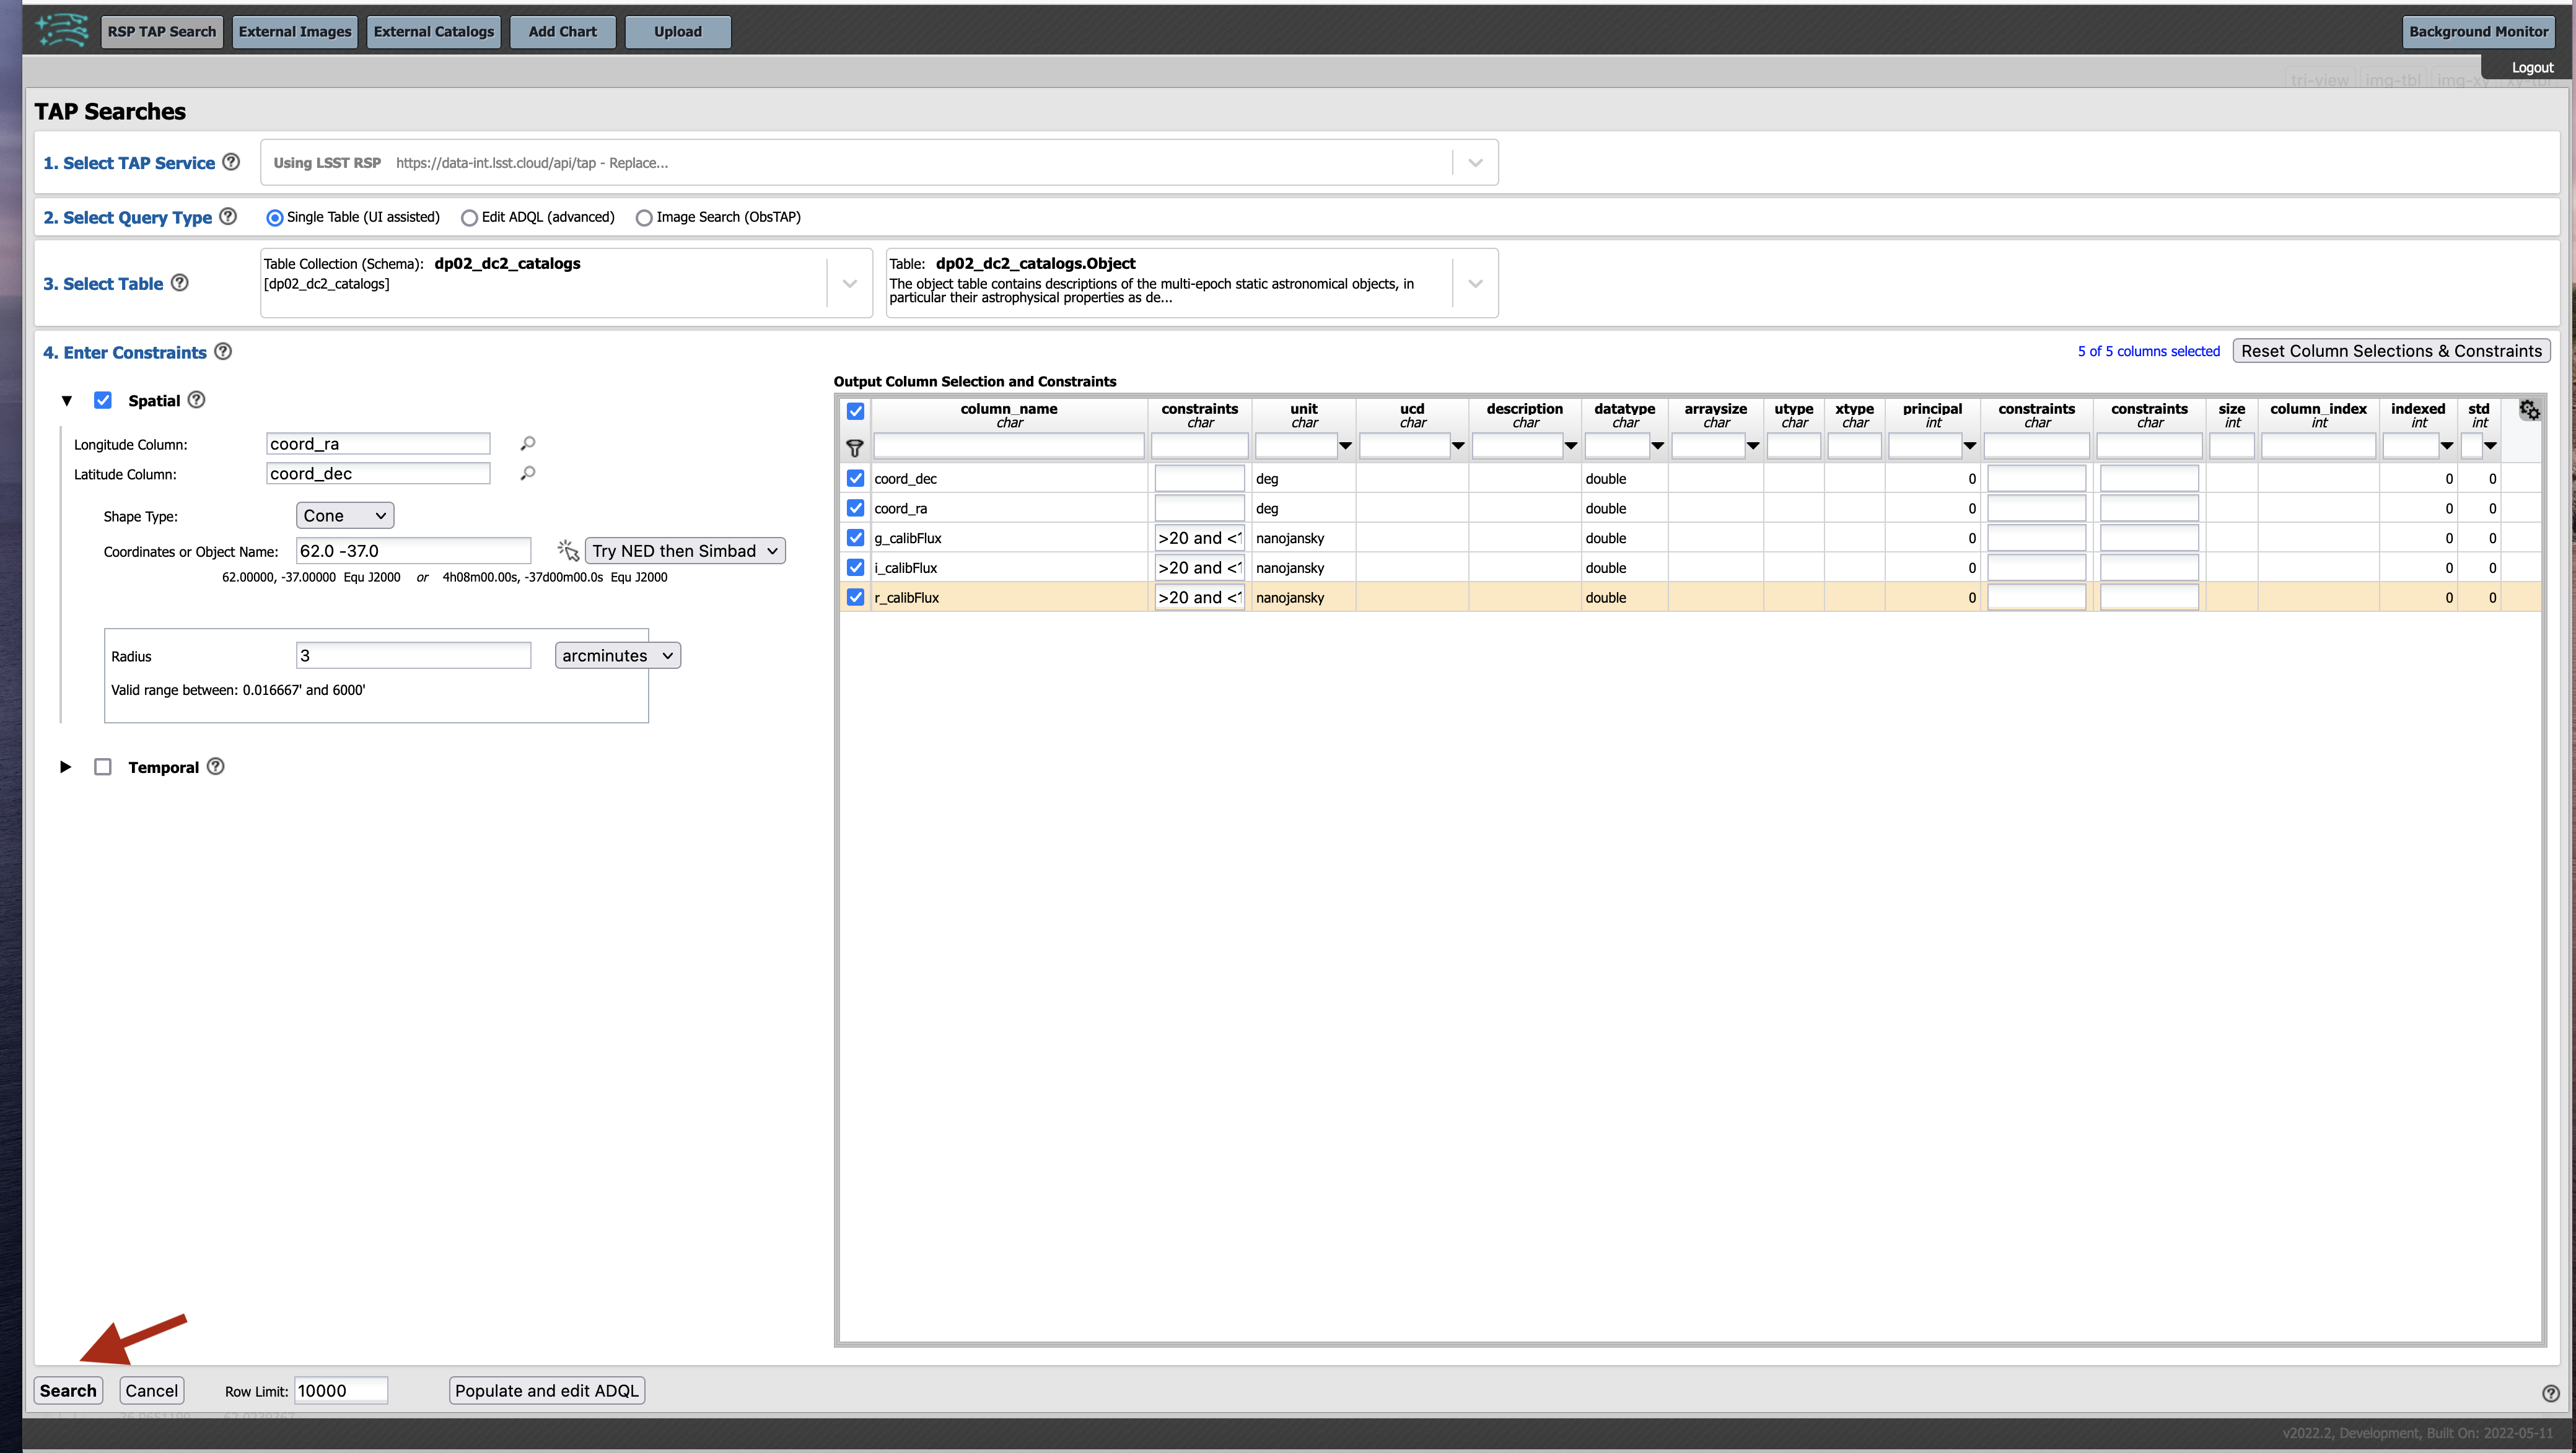 RSP TAP Search External Images External Catalogs Add Chart Upload Background Monitor
Logout
tri-view img-tbl img-xy xy-tbl
TAP Searches
1. Select TAP Service Using LSST RSP https://data-int.lsst.cloud/api/tap - Replace...
2. Select Query Type Single Table (UI assisted) Edit ADQL (advanced) Image Search (ObsTAP)
3. Select Table Table Collection (Schema): dp02_dc2_catalogs
[dp02_dc2_catalogs]
Table: dp02_dc2_catalogs.Object
The object table contains descriptions of the multi-epoch static astronomical objects, in
particular their astrophysical properties as de...
4. Enter Constraints 5 of 5 columns selected Reset Column Selections & Constraints
Spatial
Longitude Column: coord_ra
Latitude Column: coord_dec
Shape Type: Cone
Coordinates or Object Name: 62.0 -37.0 Try NED then Simbad
62.00000, -37.00000 Equ J2000 or 4h08m00.00s, -37d00m00.0s Equ J2000
Radius 3 arcminutes
Valid range between: 0.016667' and 6000'
Temporal
Output Column Selection and Constraints
column_name constraints unit ucd description datatype arraysize utype xtype principal constraints constraints size column_index indexed std
char char char char char char char char char int char char int int int int
coord_dec deg double 0 0 0
coord_ra deg double 0 0 0
g_calibFlux >20 and <1 nanojansky double 0 0 0
i_calibFlux >20 and <1 nanojansky double 0 0 0
r_calibFlux >20 and <1 nanojansky double 0 0 0
Search Cancel Row Limit: 10000 Populate and edit ADQL
v2022.2, Development, Built On: 2022-05-11